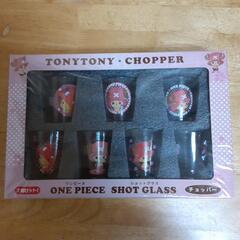 TONYTONY・CHOPPER
ワンピース ショットグラス
ONE PIECE SHOT GLASS
チョッパー